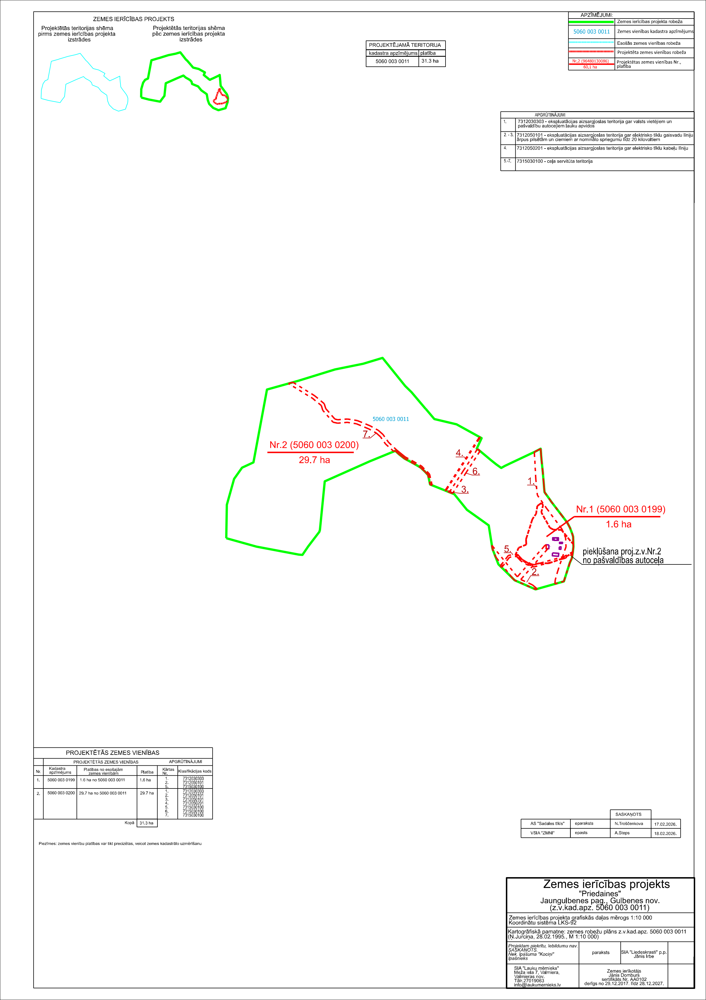 ZEMES IERĪCĪBAS PROJEKTS
Projektētās teritorijas shēma
pirms zemes ierīcības projekta
izstrādes
Projektētās teritorijas shēma
pēc zemes ierīcības projekta
izstrādes
PROJEKTĒJAMĀ TERITORIJA
kadastra apzīmējums platība
5060 003 0011 31.3 ha
APZĪMĒJUMI:
Zemes ierīcības projekta robeža
5060 003 0011 Zemes vienības kadastra apzīmējums
Esošās zemes vienības robeža
Projektēta zemes vienības robeža
Nr.2 (96480130086)
60,1 ha
Projektētas zemes vienības Nr.,
platība
APGRŪTINĀJUMI
1. 7312030303 - ekspluatācijas aizsargjoslas teritorija gar valsts vietējiem un
pašvaldību autoceļiem lauku apvidos
2. - 3. 7312050101 - ekspluatācijas aizsargjoslas teritorija gar elektrisko tīklu gaisvadu līniju
ārpus pilsētām un ciemiem ar nominālo spriegumu līdz 20 kilovoltiem
4. 7312050201 - ekspluatācijas aizsargjoslas teritorija gar elektrisko tīklu kabeļu līniju
5.-7. 7315030100 - ceļa servitūta teritorija
5060 003 0011
7.
Nr.2 (5060 003 0200)
29.7 ha
4.
6.
3.
1.
Nr.1 (5060 003 0199)
1.6 ha
5.
2.
piekļūšana proj.z.v.Nr.2
no pašvaldības autoceļa
PROJEKTĒTĀS ZEMES VIENĪBAS
PROJEKTĒTĀS ZEMES VIENĪBAS APGRŪTINĀJUMI
Nr. Kadastra apzīmējums Platības no esošajām zemes vienībām Platība Kārtas Nr. Klasifikācijas kods
1. 5060 003 0199 1.6 ha no 5060 003 0011 1.6 ha 1. 7312030303
2. 7312050101
5. 7315030100
2. 5060 003 0200 29.7 ha no 5060 003 0011 29.7 ha 1. 7312030303
2. 7312050101
3. 7312050101
4. 7312050201
5. 7315030100
6. 7315030100
7. 7315030100
Kopā 31.3 ha
Piezīmes: zemes vienību platības var tikt precizētas, veicot zemes kadastrālo uzmērīšanu
SASKAŅOTS
AS "Sadales tīkls" eparaksts N.Troščenkova 17.02.2026.
VSIA "ZMNI" epasts A.Steps 18.02.2026.
Zemes ierīcības projekts
"Priedaines"
Jaungulbenes pag., Gulbenes nov.
(z.v.kad.apz. 5060 003 0011)
Zemes ierīcības projekta grafiskās daļas mērogs 1:10 000
Koordinātu sistēma LKS-92
Kartogrāfiskā pamatne: zemes robežu plāns z.v.kad.apz. 5060 003 0011
(Ņ.Jurciņa, 28.02.1995., M 1:10 000)
Projektam piekrītu, iebildumu nav.
SASKAŅOTS.
Nek. īpašuma "Kociņi"
īpašnieks
paraksts
SIA "Liedeskrasti" p.p.
Jānis Irbe
SIA "Lauku mērnieks"
Meža iela 7, Valmiera,
Valmieras nov.
Tālr.27019063
info@laukumernieks.lv
Zemes ierīkotājs
Jānis Domburs
sertifikāts Nr. AA0102
derīgs no 29.12.2017. līdz 28.12.2027.